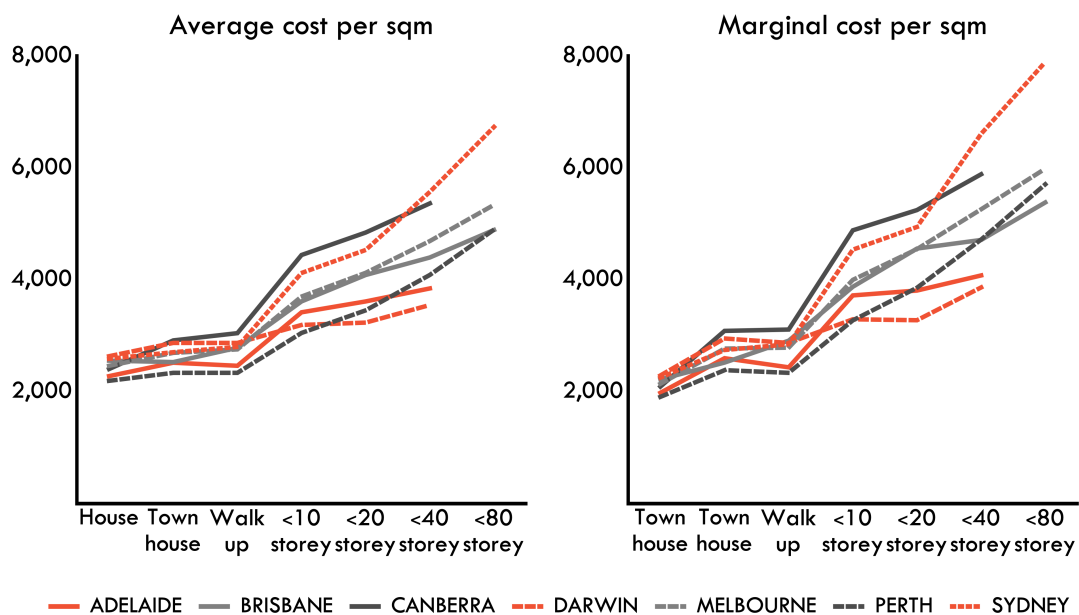 Average cost per sqm
8,000
6,000
4,000
2,000
House Town Walk <10 <20 <40 <80
house up storey storey storey storey
Marginal cost per sqm
8,000
6,000
4,000
2,000
Town Town Walk <10 <20 <40 <80
house house up storey storey storey storey
ADELAIDE BRISBANE CANBERRA DARWIN MELBOURNE PERTH SYDNEY